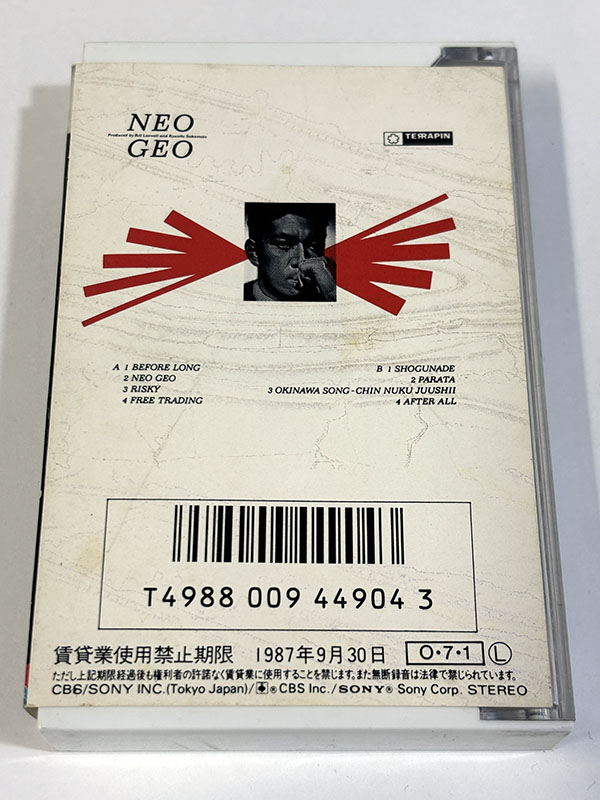 NEO
Produced by Bill Laswell and Ryuichi Sakamoto
GEO
TERRAPIN
A 1 BEFORE LONG
2 NEO GEO
3 RISKY
4 FREE TRADING
B 1 SHOGUNADE
2 PARATA
3 OKINAWA SONG-CHIN NUKU JUUSHII
4 AFTER ALL
T4988 009 44904 3
賃貸業使用禁止期限 1987年9月30日 O・7・1 Ⓛ
ただし上記期限経過後も権利者の許諾なく賃貸業に使用することを禁じます。また無断録音は法律で禁じられています。
CBS/SONY INC.(Tokyo Japan)/®CBS Inc./SONY® Sony Corp. STEREO